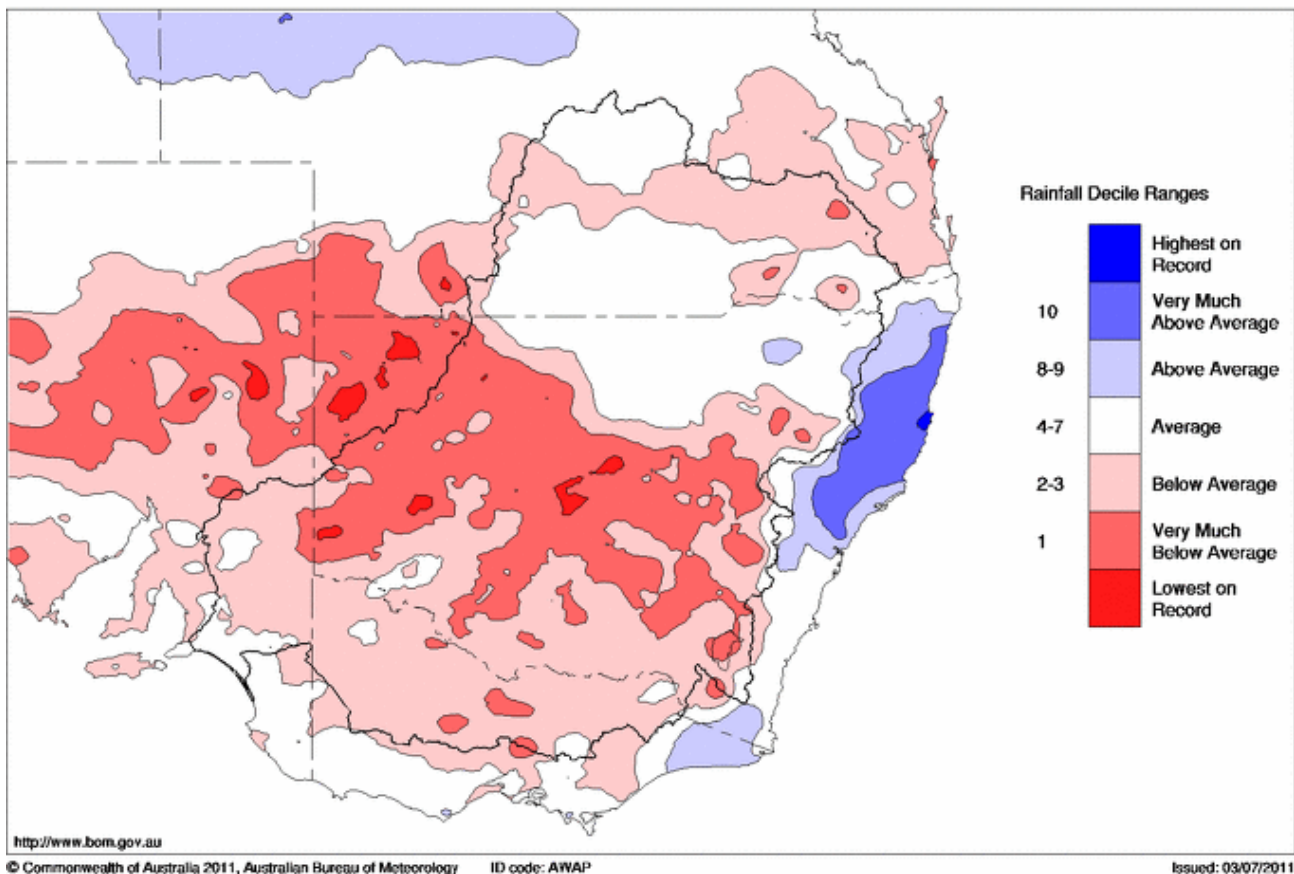 Rainfall Decile Ranges
Highest on
Record
10
Very Much
Above Average
8-9
Above Average
4-7
Average
2-3
Below Average
1
Very Much
Below Average
Lowest on
Record
http://www.bom.gov.au
© Commonwealth of Australia 2011, Australian Bureau of Meteorology ID code: AWAP Issued: 03/07/2011